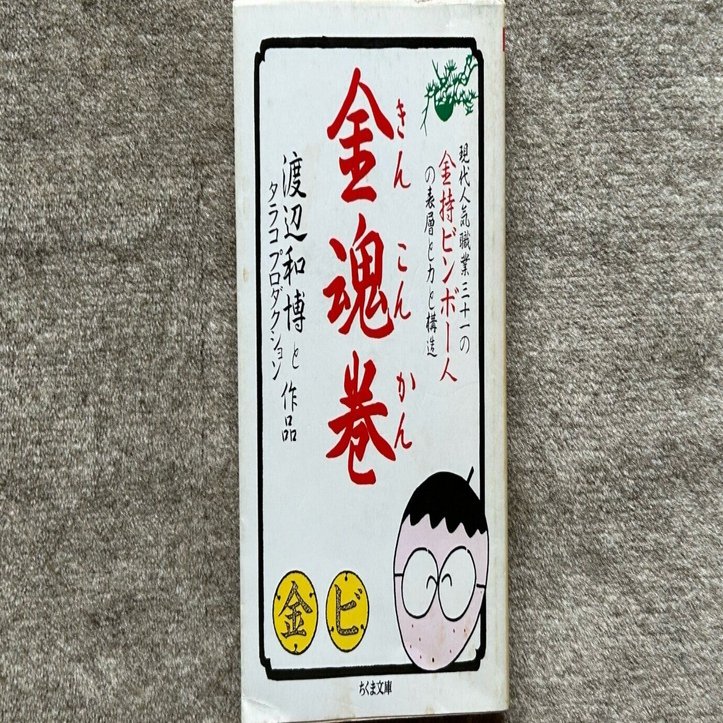 現代人気職業三十一の
金持ビンボー人
の表層と力と構造
きんこんかん
金魂巻
渡辺和博と
タラコプロダクション
作品
金
ビ
ちくま文庫